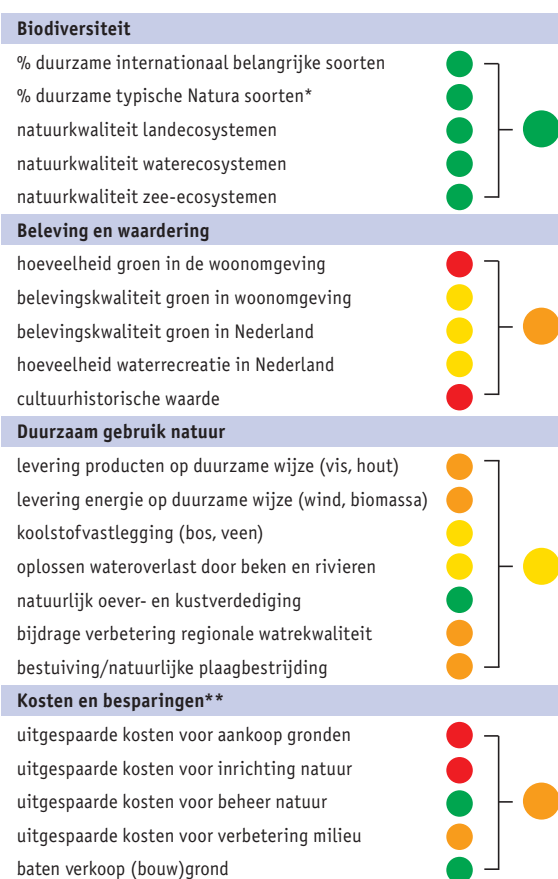 Biodiversiteit
% duurzame internationaal belangrijke soorten
% duurzame typische Natura soorten*
natuurkwaliteit landecosystemen
natuurkwaliteit waterecosystemen
natuurkwaliteit zee-ecosystemen
Beleving en waardering
hoeveelheid groen in de woonomgeving
belevingskwaliteit groen in woonomgeving
belevingskwaliteit groen in Nederland
hoeveelheid waterrecreatie in Nederland
cultuurhistorische waarde
Duurzaam gebruik natuur
levering producten op duurzame wijze (vis, hout)
levering energie op duurzame wijze (wind, biomassa)
koolstofvastlegging (bos, veen)
oplossen wateroverlast door beken en rivieren
natuurlijk oever- en kustverdediging
bijdrage verbetering regionale watrekwaliteit
bestuiving/natuurlijke plaagbestrijding
Kosten en besparingen**
uitgespaarde kosten voor aankoop gronden
uitgespaarde kosten voor inrichting natuur
uitgespaarde kosten voor beheer natuur
uitgespaarde kosten voor verbetering milieu
baten verkoop (bouw)grond